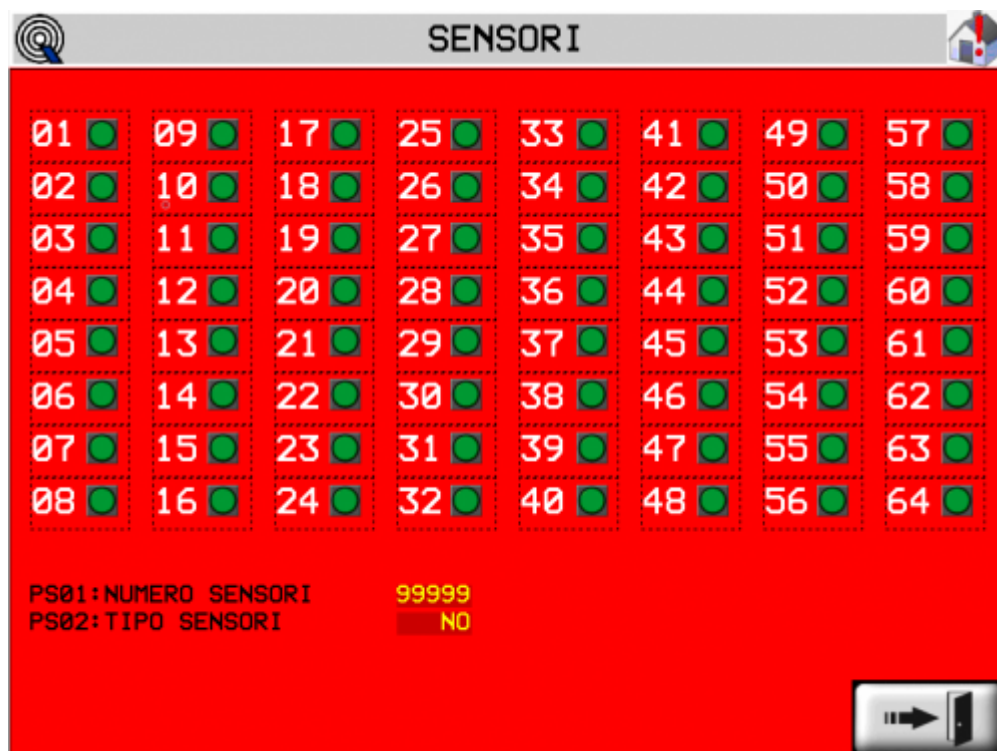 SENSORI
01 09 17 25 33 41 49 57
02 10 18 26 34 42 50 58
03 11 19 27 35 43 51 59
04 12 20 28 36 44 52 60
05 13 21 29 37 45 53 61
06 14 22 30 38 46 54 62
07 15 23 31 39 47 55 63
08 16 24 32 40 48 56 64
PS01:NUMERO SENSORI 99999
PS02:TIPO SENSORI NO